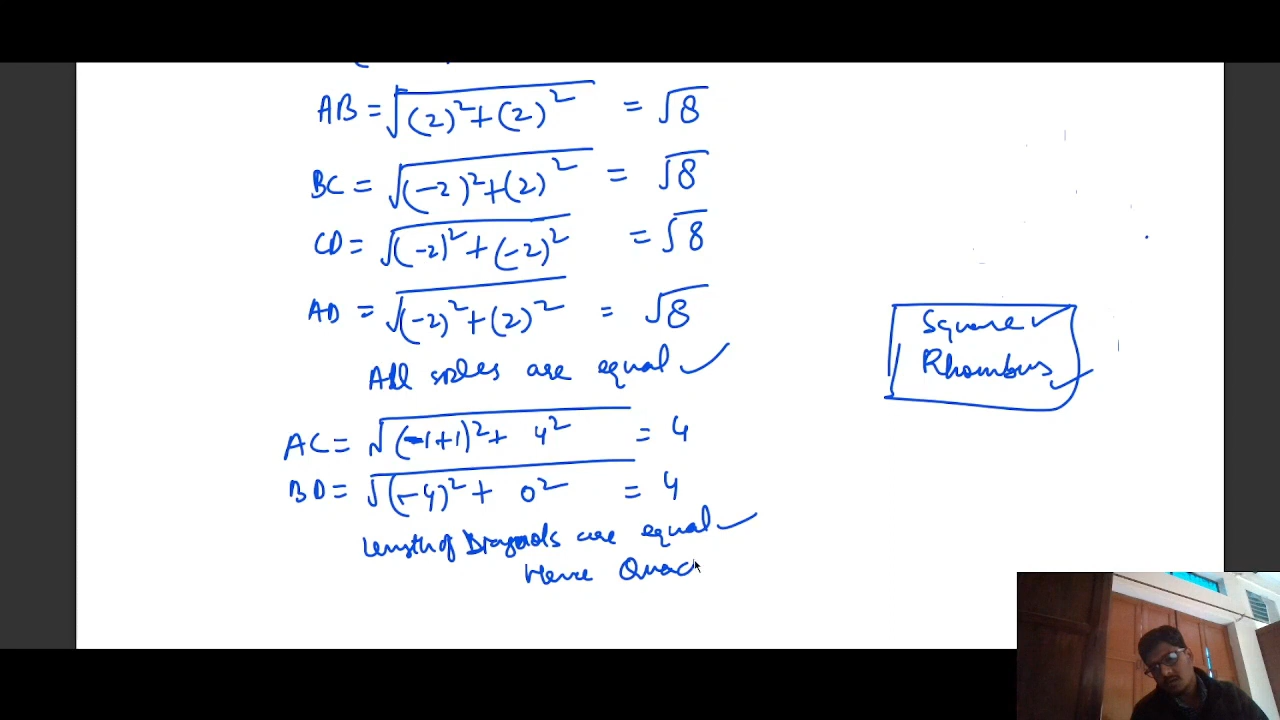 AB = √(2)²+(2)² = √8
BC = √(-2)²+(2)² = √8
CD = √(-2)²+(-2)² = √8
AD = √(-2)²+(2)² = √8
All sides are equal ✓
AC = √(-1+1)²+ 4² = 4
BD = √(-4)² + 0² = 4
Length of Diagnols are equal ✓
Hence Quad
Square ✓
Rhombus ✓